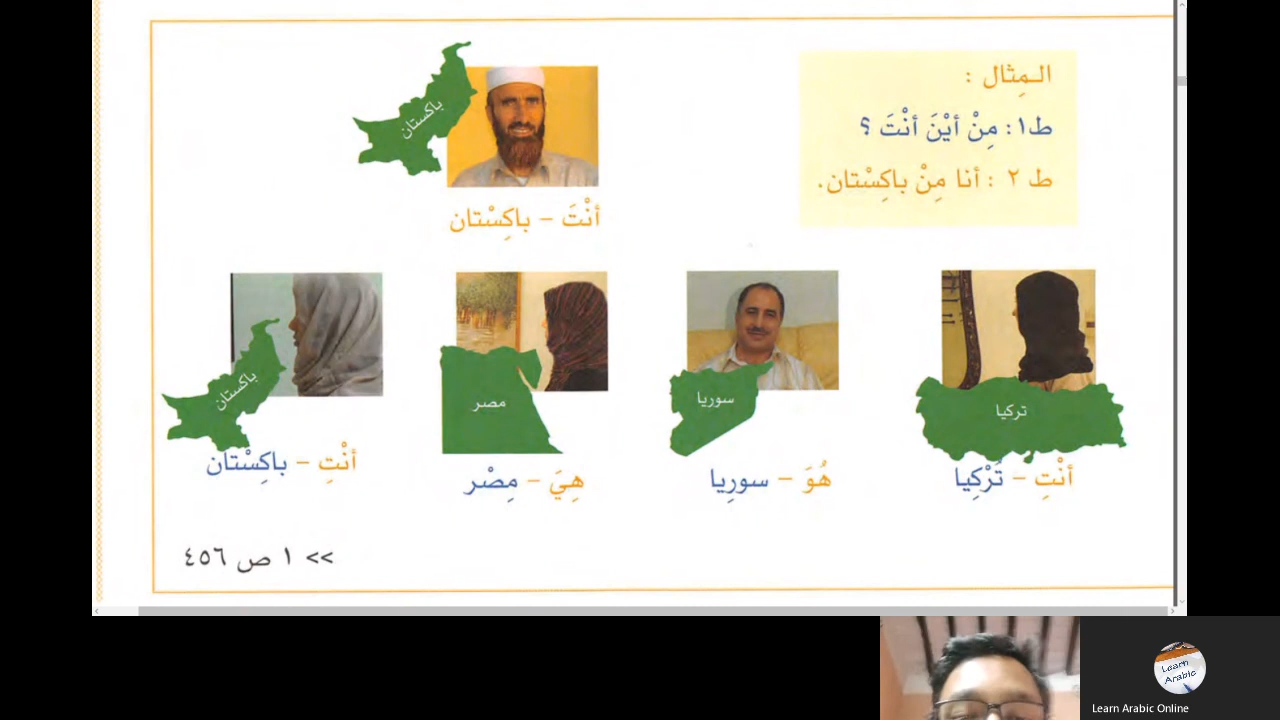 المِثال :
ط١: مِنْ أيْنَ أنْتَ ؟
ط ٢ : أنا مِنْ باكِسْتان.
باكستان
أنْتَ - باكِسْتان
تركيا
أنْتِ - تُرْكِيا
سوريا
هُوَ - سورِيا
مصر
هِيَ - مِصْر
باكستان
أنْتِ - باكِسْتان
>> ١ ص ٤٥٦
Learn Arabic
Learn Arabic Online